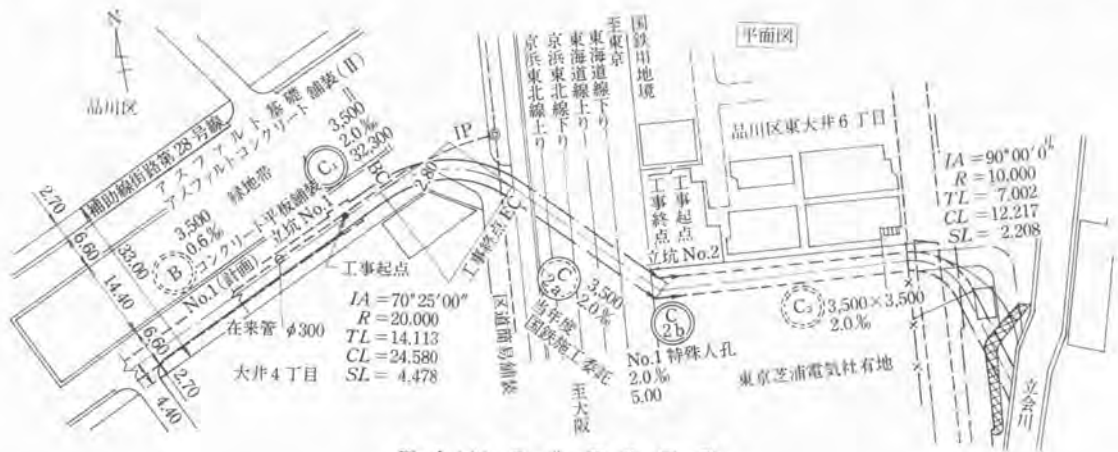 平面図
N
品川区
補助線街路第28号線
アスファルト基礎舗装(II)
アスファルトコンクリート 〃
緑地帯
コンクリート平板舗装
C₁
3,500
2.0‰
32,300
B
3,500
0.6‰
立坑 No.1
No.1(計画)
2.70
6.60
33.00
14.40
6.60
2.70
4.40
在来管 φ300
大井4丁目
工事起点
IA =70°25′00″
R =20.000
TL =14.113
CL =24.580
SL = 4.478
BC
2.80
IP
EC
工事終点
区道簡易舗装
京浜東北線上り
京浜東北線下り
東海道線上り
東海道線下り
至東京
国鉄用地境
C
2a
3,500
2.0‰
当年度
国鉄施工委託
至大阪
工事終点
工事起点
立坑 No.2
C
2b
No.1 特殊人孔
2.0‰
5.00
品川区東大井6丁目
C₃
3,500×3,500
2.0‰
東京芝浦電気社有地
IA =90°00′0
R =10,000
TL =7.002
CL =12.217
SL = 2.208
立会川